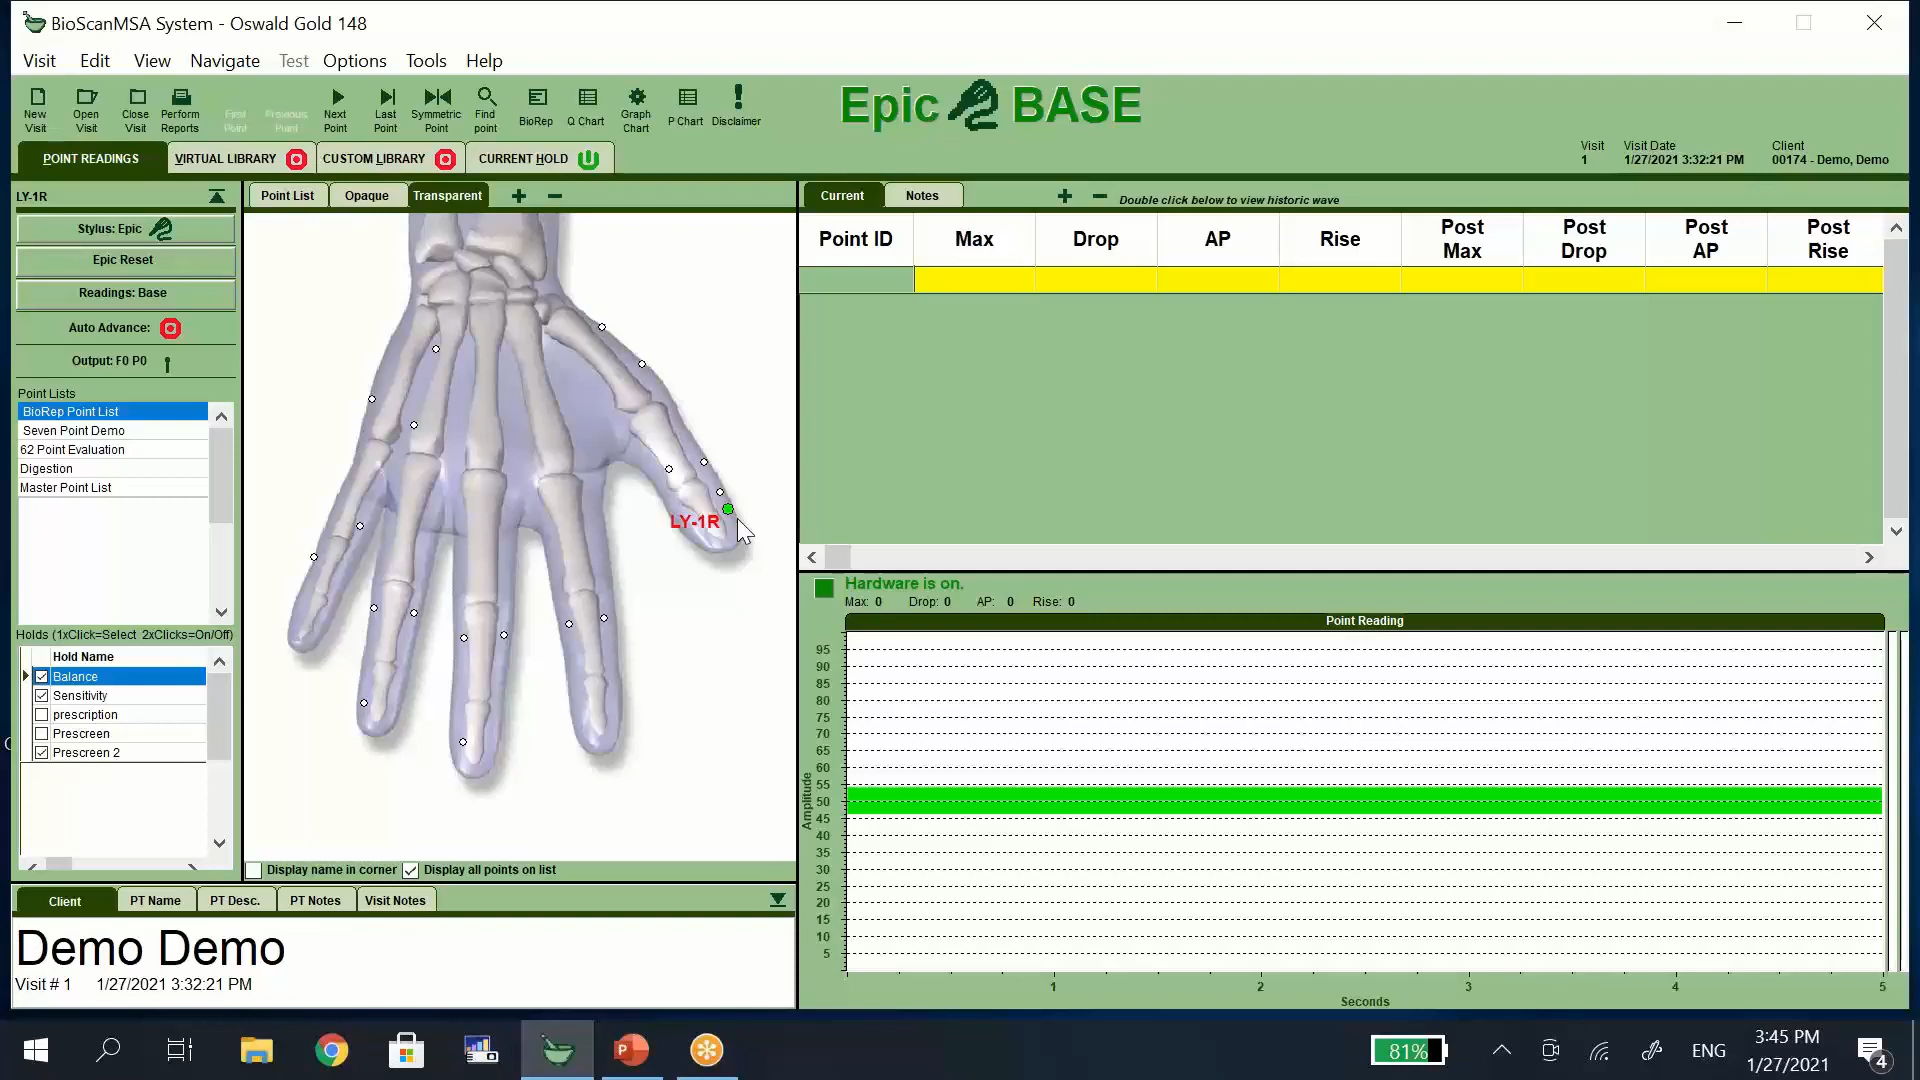 BioScanMSA System - Oswald Gold 148
Visit Edit View Navigate Test Options Tools Help
New Visit
Open Visit
Close Visit
Perform Reports
First Point
Previous Point
Next Point
Last Point
Symmetric Point
Find point
BioRep
Q Chart
Graph Chart
P Chart
Disclaimer
Epic BASE
POINT READINGS
VIRTUAL LIBRARY
CUSTOM LIBRARY
CURRENT HOLD
Visit
1
Visit Date
1/27/2021 3:32:21 PM
Client
00174 - Demo, Demo
LY-1R
Stylus: Epic
Epic Reset
Readings: Base
Auto Advance:
Output: F0 P0
Point Lists
BioRep Point List
Seven Point Demo
62 Point Evaluation
Digestion
Master Point List
Holds (1xClick=Select 2xClicks=On/Off)
Hold Name
Balance
Sensitivity
prescription
Prescreen
Prescreen 2
Point List
Opaque
Transparent
LY-1R
Display name in corner
Display all points on list
Client
PT Name
PT Desc.
PT Notes
Visit Notes
Demo Demo
Visit # 1 1/27/2021 3:32:21 PM
Current
Notes
Double click below to view historic wave
Point ID
Max
Drop
AP
Rise
Post Max
Post Drop
Post AP
Post Rise
Hardware is on.
Max: 0 Drop: 0 AP: 0 Rise: 0
Point Reading
95
90
85
80
75
70
65
60
55
50
45
40
35
30
25
20
15
10
5
Amplitude
1 2 3 4 5
Seconds
81%
ENG
3:45 PM
1/27/2021
4